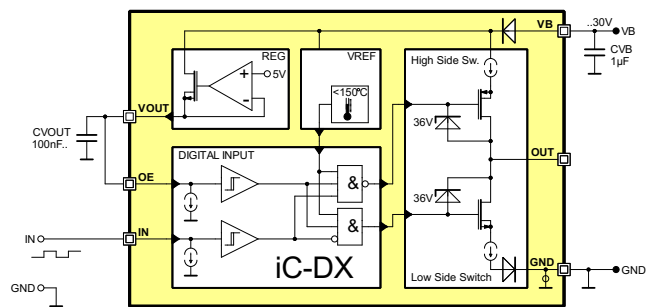 ..30V
VB
VB
CVB
1µF
REG
VREF
High Side Sw.
+
5V
-
<150°C
VOUT
CVOUT
100nF..
36V
DIGITAL INPUT
OUT
OE
&
36V
IN
IN
&
GND
GND
iC-DX
Low Side Switch
GND